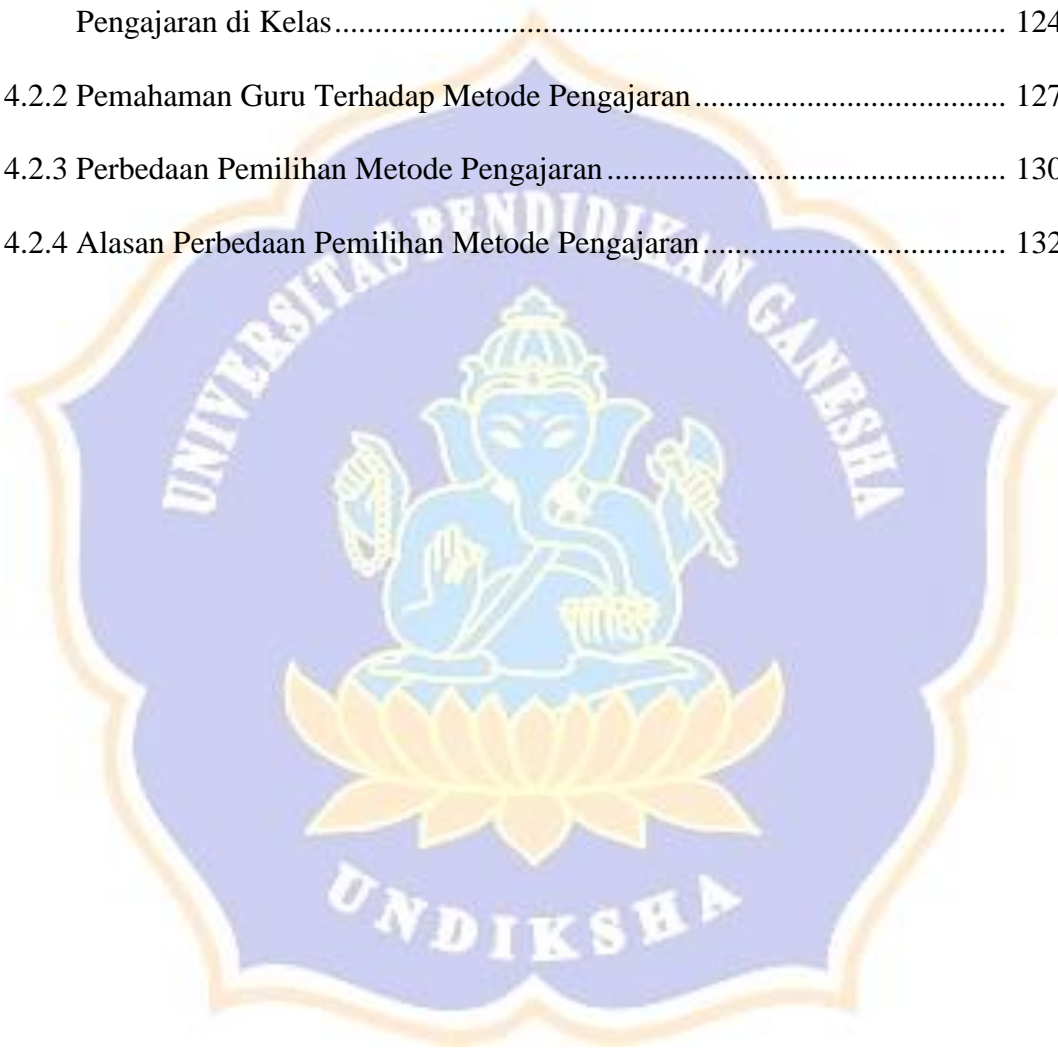 Pengajaran di Kelas........................................................................................ 124
4.2.2 Pemahaman Guru Terhadap Metode Pengajaran......................................... 127
4.2.3 Perbedaan Pemilihan Metode Pengajaran.................................................... 130
4.2.4 Alasan Perbedaan Pemilihan Metode Pengajaran........................................ 132
UNIVERSITAS PENDIDIKAN GANESHA
UNDIKSHA